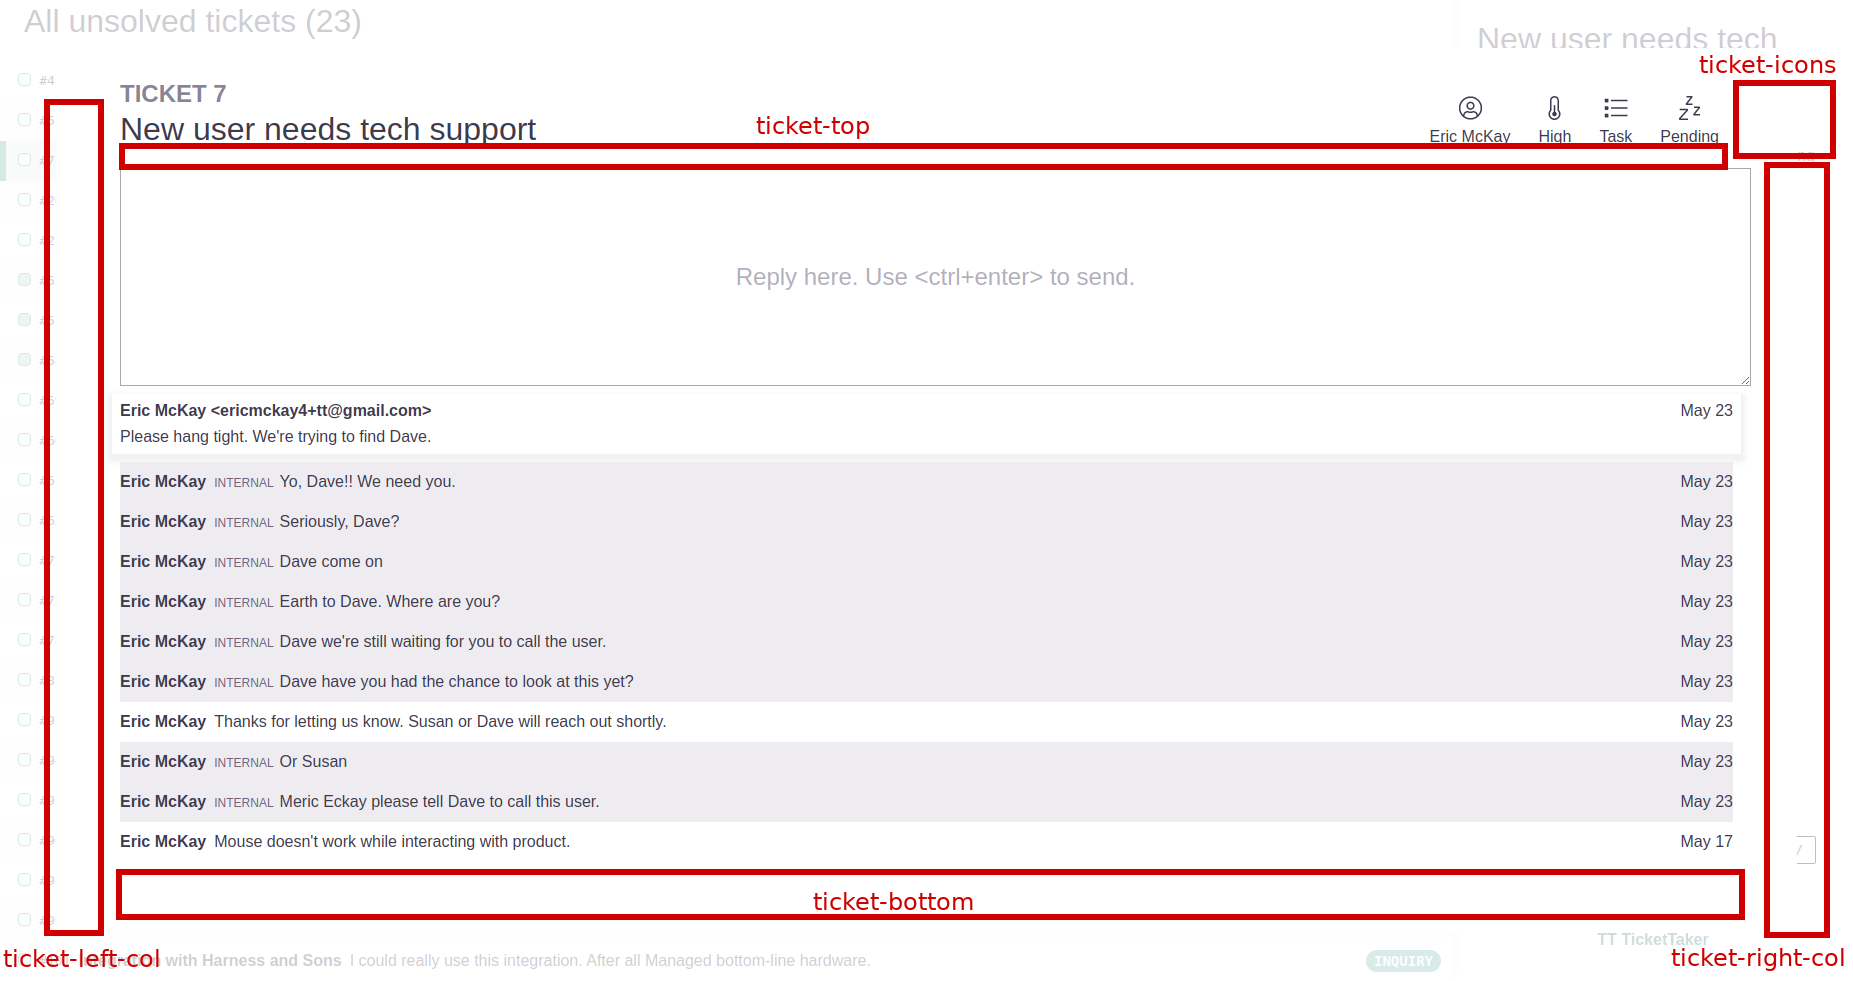 All unsolved tickets (23)
New user needs tech
ticket-icons
#4
TICKET 7
New user needs tech support
ticket-top
Eric McKay
High
Task
Pending
Reply here. Use <ctrl+enter> to send.
Eric McKay <ericmckay4+tt@gmail.com>
May 23
Please hang tight. We're trying to find Dave.
Eric McKay INTERNAL Yo, Dave!! We need you.
May 23
Eric McKay INTERNAL Seriously, Dave?
May 23
Eric McKay INTERNAL Dave come on
May 23
Eric McKay INTERNAL Earth to Dave. Where are you?
May 23
Eric McKay INTERNAL Dave we're still waiting for you to call the user.
May 23
Eric McKay INTERNAL Dave have you had the chance to look at this yet?
May 23
Eric McKay Thanks for letting us know. Susan or Dave will reach out shortly.
May 23
Eric McKay INTERNAL Or Susan
May 23
Eric McKay INTERNAL Meric Eckay please tell Dave to call this user.
May 23
Eric McKay Mouse doesn't work while interacting with product.
May 17
ticket-bottom
TT TicketTaker
ticket-left-col
with Harness and Sons I could really use this integration. After all Managed bottom-line hardware.
INQUIRY
ticket-right-col